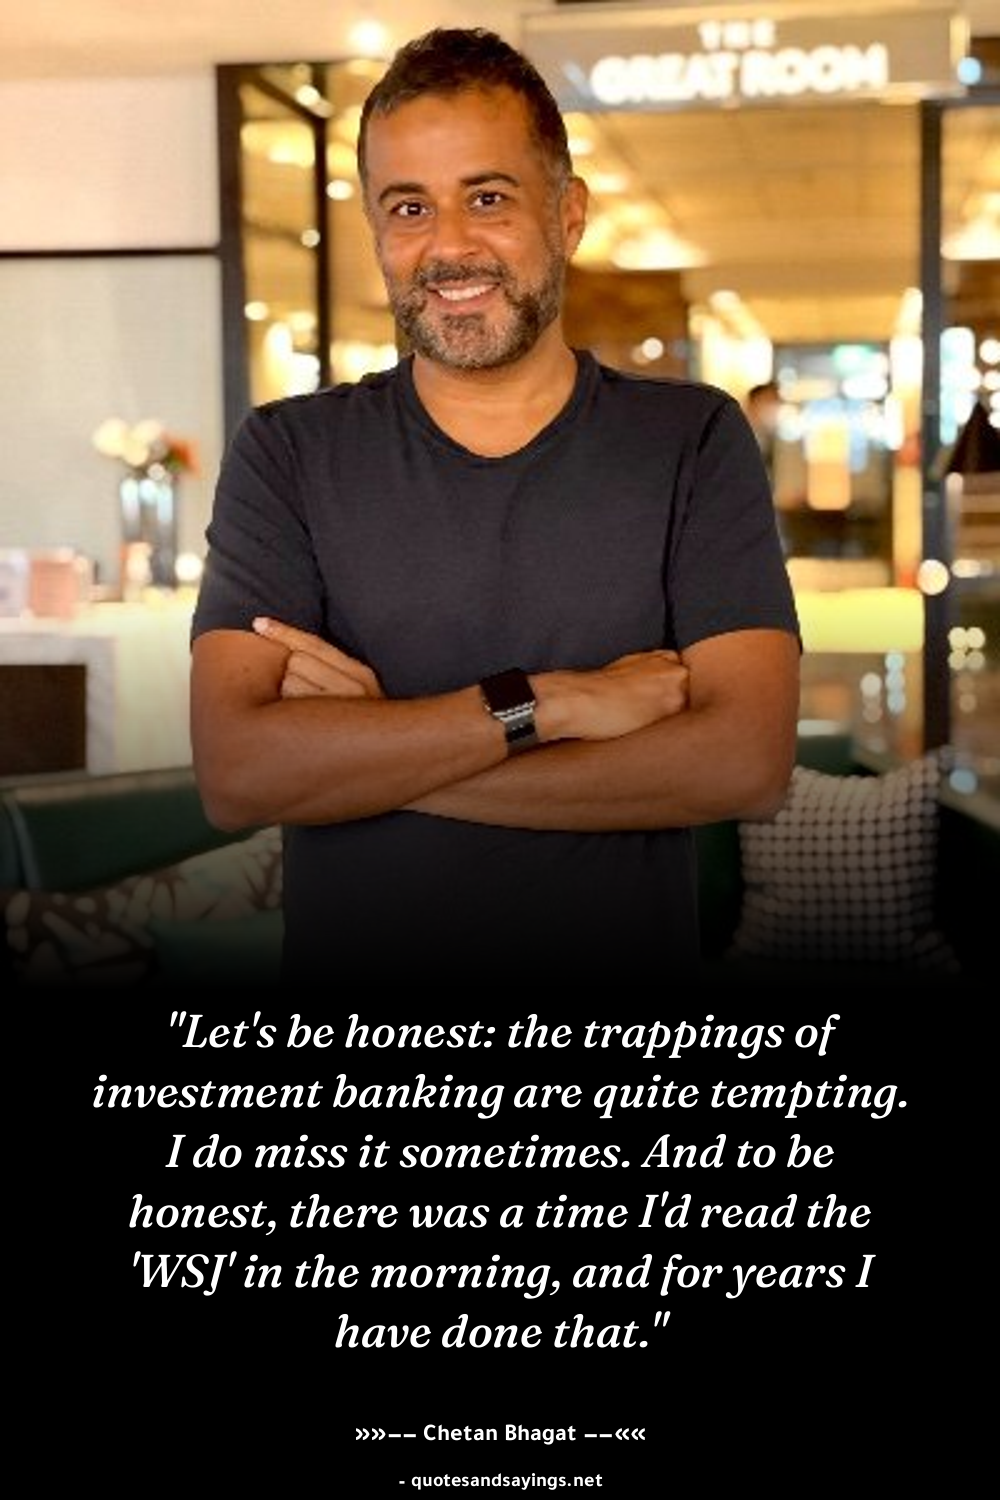 THE
GREAT ROOM
"Let's be honest: the trappings of
investment banking are quite tempting.
I do miss it sometimes. And to be
honest, there was a time I'd read the
'WSJ' in the morning, and for years I
have done that."
»»–– Chetan Bhagat ––««
- quotesandsayings.net